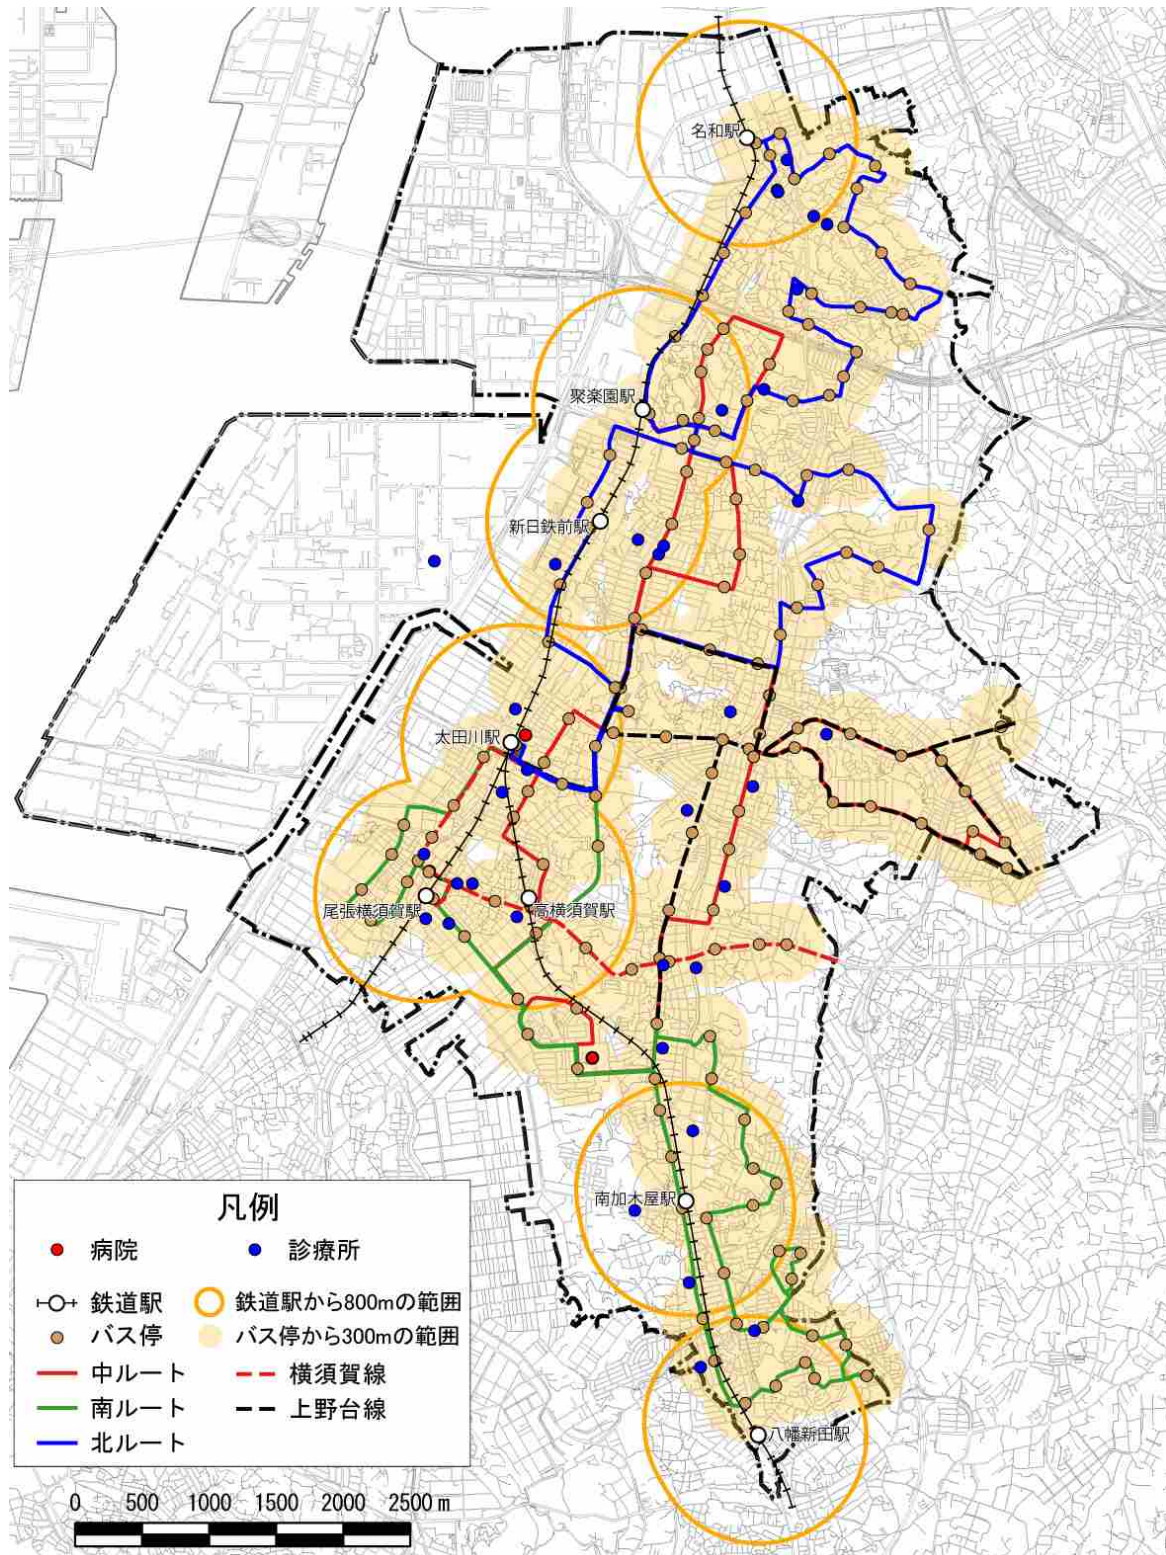 名和駅
聚楽園駅
新日鉄前駅
太田川駅
尾張横須賀駅
高横須賀駅
南加木屋駅
八幡新田駅
凡例
病院
診療所
鉄道駅
鉄道駅から800mの範囲
バス停
バス停から300mの範囲
中ルート
横須賀線
南ルート
上野台線
北ルート
0 500 1000 1500 2000 2500m